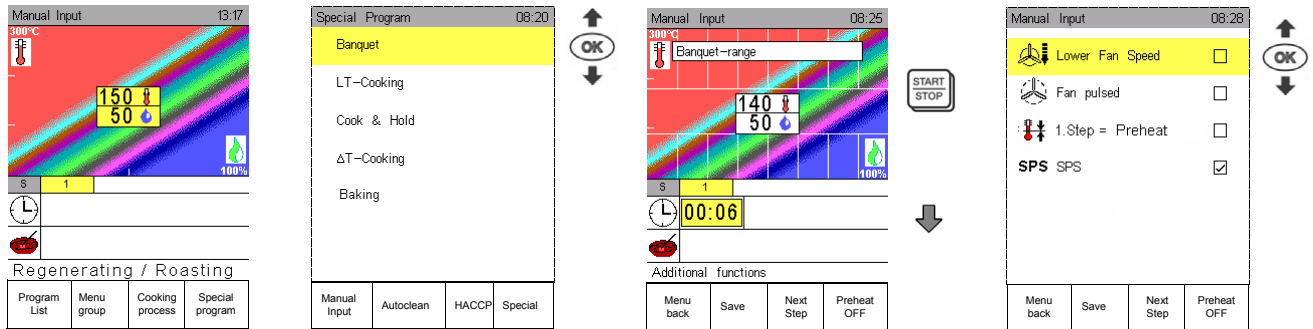 Manual Input 13:17
300°C
150
50
100%
S 1
Regenerating / Roasting
Program List
Menu group
Cooking process
Special program
Special Program 08:20
Banquet
LT-Cooking
Cook & Hold
ΔT-Cooking
Baking
Manual Input
Autoclean
HACCP
Special
OK
Manual Input 08:25
300°C
Banquet-range
140
50
100%
S 1
00:06
Additional functions
Menu back
Save
Next Step
Preheat OFF
START
STOP
Manual Input 08:28
Lower Fan Speed
Fan pulsed
1.Step = Preheat
SPS SPS
Menu back
Save
Next Step
Preheat OFF
OK